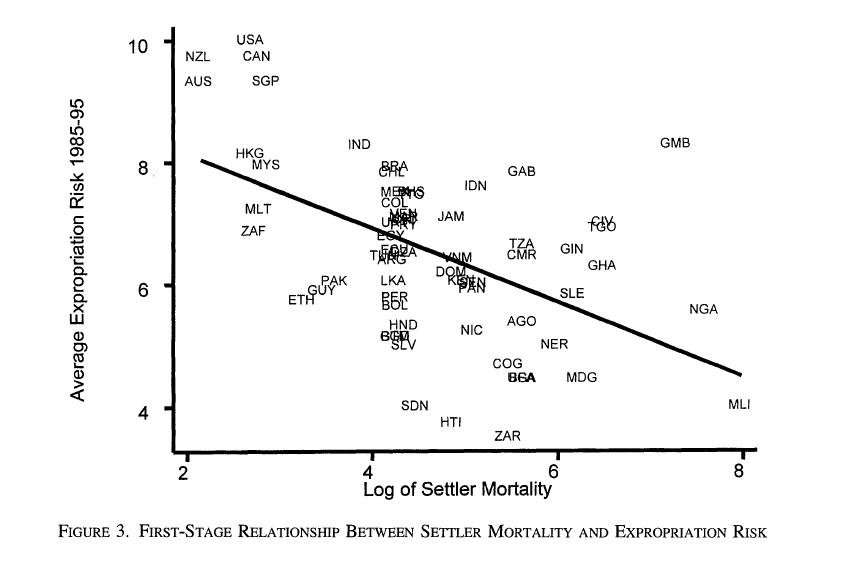 Average Expropriation Risk 1985-95
10
8
6
4
USA
NZL
CAN
AUS
SGP
IND
GMB
HKG
BRA
MYS
CHL
GAB
IDN
COL
MLT
JAM
CIV
TGO
ZAF
EGY
TZA
GIN
CMR
VNM
ARG
GHA
DOM
PAK
LKA
PAN
GUY
SLE
ETH
PER
BOL
NGA
HND
AGO
NIC
SLV
NER
COG
MDG
SDN
MLI
HTI
ZAR
2 4 6 8
Log of Settler Mortality
FIGURE 3. FIRST-STAGE RELATIONSHIP BETWEEN SETTLER MORTALITY AND EXPROPRIATION RISK